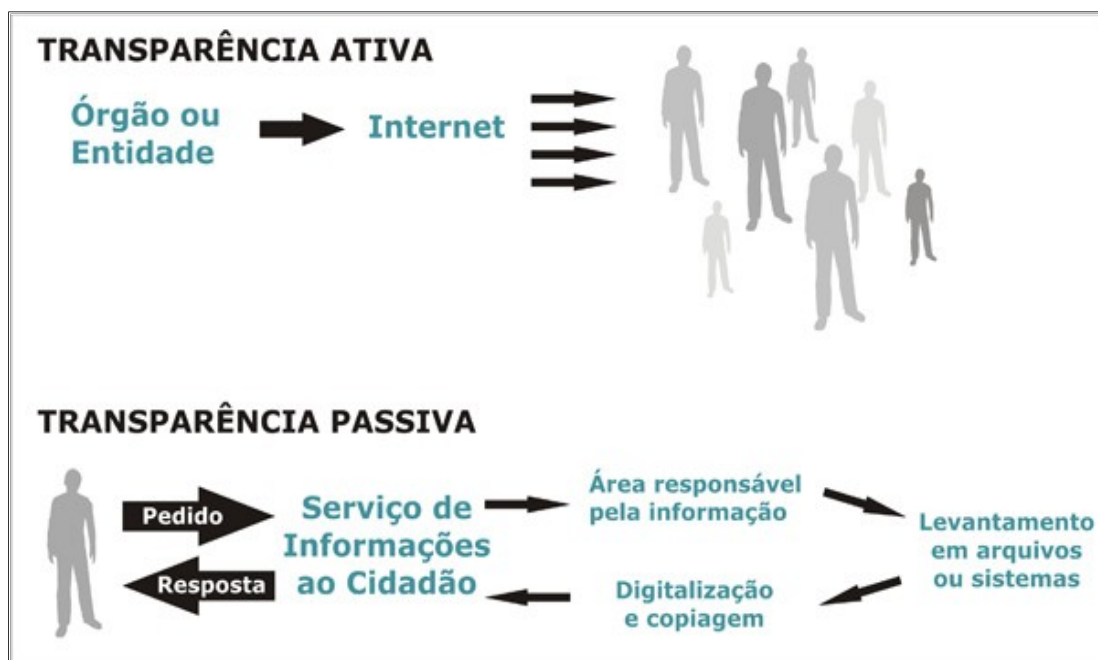 TRANSPARÊNCIA ATIVA
Órgão ou
Entidade
Internet
TRANSPARÊNCIA PASSIVA
Pedido
Resposta
Serviço de
Informações
ao Cidadão
Área responsável
pela informação
Levantamento
em arquivos
ou sistemas
Digitalização
e copiagem